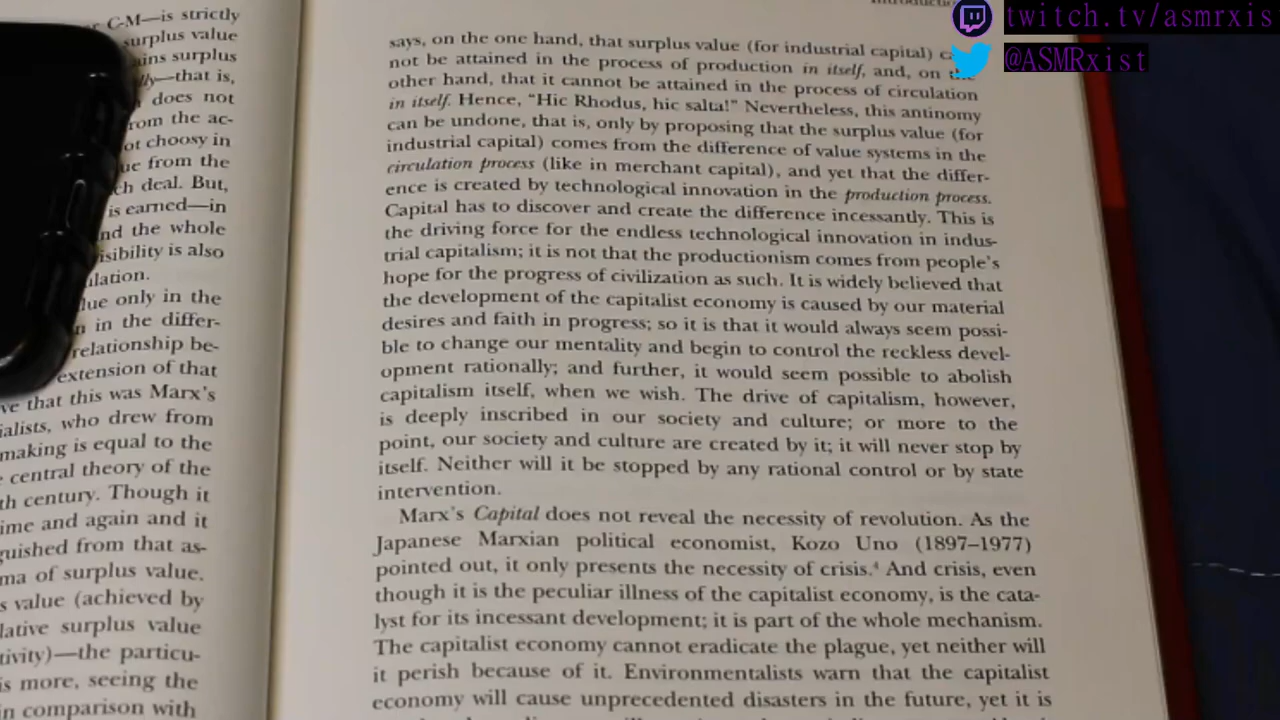 twitch.tv/asmrxis
@ASMRxist
C-M—is strictly
surplus value
surplus
—that is,
does not
rom the ac-
ot choosy in
ue from the
ch deal. But,
is earned—in
nd the whole
isibility is also
ulation.
lue only in the
n in the differ-
relationship be-
extension of that
ve that this was Marx's
ialists, who drew from
making is equal to the
central theory of the
th century. Though it
ime and again and it
guished from that as-
ma of surplus value.
s value (achieved by
lative surplus value
tivity)—the particu-
is more, seeing the
in comparison with
says, on the one hand, that surplus value (for industrial capital)
not be attained in the process of production in itself, and, on
other hand, that it cannot be attained in the process of circulation
in itself. Hence, “Hic Rhodus, hic salta!” Nevertheless, this antinomy
can be undone, that is, only by proposing that the surplus value (for
industrial capital) comes from the difference of value systems in the
circulation process (like in merchant capital), and yet that the differ-
ence is created by technological innovation in the production process.
Capital has to discover and create the difference incessantly. This is
the driving force for the endless technological innovation in indus-
trial capitalism; it is not that the productionism comes from people's
hope for the progress of civilization as such. It is widely believed that
the development of the capitalist economy is caused by our material
desires and faith in progress; so it is that it would always seem possi-
ble to change our mentality and begin to control the reckless devel-
opment rationally; and further, it would seem possible to abolish
capitalism itself, when we wish. The drive of capitalism, however,
is deeply inscribed in our society and culture; or more to the
point, our society and culture are created by it; it will never stop by
itself. Neither will it be stopped by any rational control or by state
intervention.
Marx's Capital does not reveal the necessity of revolution. As the
Japanese Marxian political economist, Kozo Uno (1897–1977)
pointed out, it only presents the necessity of crisis.⁴ And crisis, even
though it is the peculiar illness of the capitalist economy, is the cata-
lyst for its incessant development; it is part of the whole mechanism.
The capitalist economy cannot eradicate the plague, yet neither will
it perish because of it. Environmentalists warn that the capitalist
economy will cause unprecedented disasters in the future, yet it is